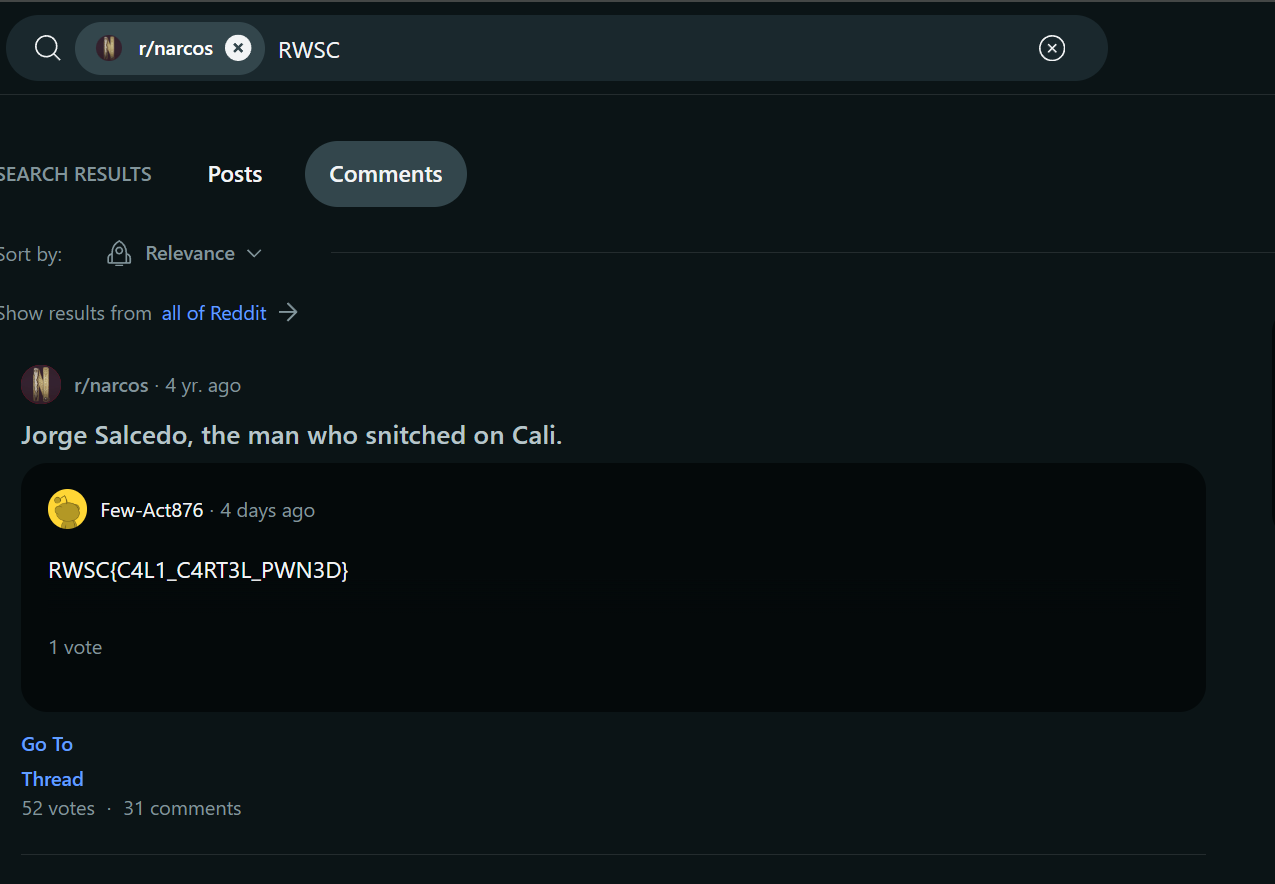 r/narcos RWSC
SEARCH RESULTS Posts Comments
Sort by: Relevance
Show results from all of Reddit
r/narcos · 4 yr. ago
Jorge Salcedo, the man who snitched on Cali.
Few-Act876 · 4 days ago
RWSC{C4L1_C4RT3L_PWN3D}
1 vote
Go To
Thread
52 votes · 31 comments